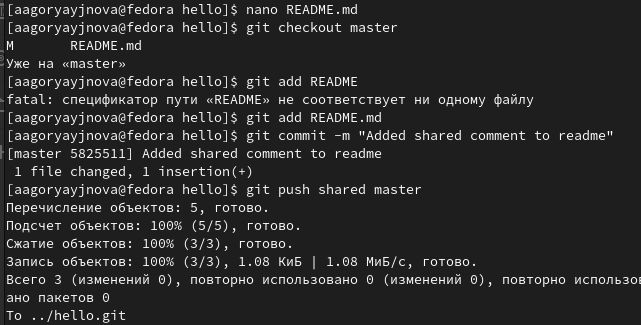 [aagoryayjnova@fedora hello]$ nano README.md
[aagoryayjnova@fedora hello]$ git checkout master
M       README.md
Уже на «master»
[aagoryayjnova@fedora hello]$ git add README
fatal: спецификатор пути «README» не соответствует ни одному файлу
[aagoryayjnova@fedora hello]$ git add README.md
[aagoryayjnova@fedora hello]$ git commit -m "Added shared comment to readme"
[master 5825511] Added shared comment to readme
 1 file changed, 1 insertion(+)
[aagoryayjnova@fedora hello]$ git push shared master
Перечисление объектов: 5, готово.
Подсчет объектов: 100% (5/5), готово.
Сжатие объектов: 100% (3/3), готово.
Запись объектов: 100% (3/3), 1.08 КиБ | 1.08 МиБ/с, готово.
Всего 3 (изменений 0), повторно использовано 0 (изменений 0), повторно использов
ано пакетов 0
To ../hello.git